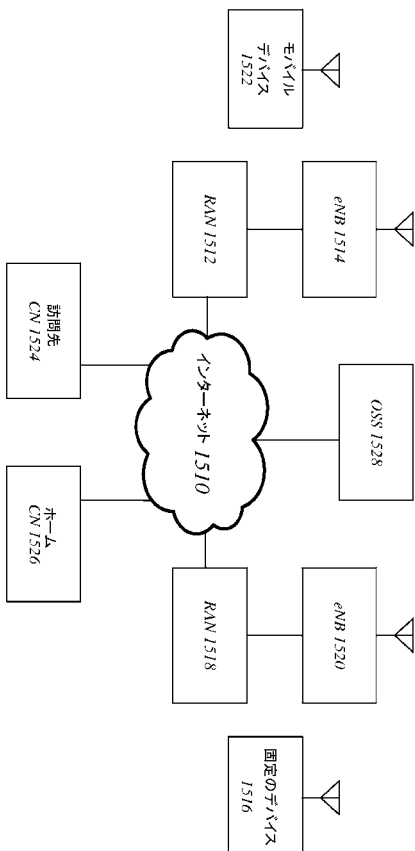 モバイル
デバイス
1522
eNB 1514
RAN 1512
OSS 1528
インターネット 1510
訪問先
CN 1524
ホーム
CN 1526
eNB 1520
RAN 1518
固定のデバイス
1516